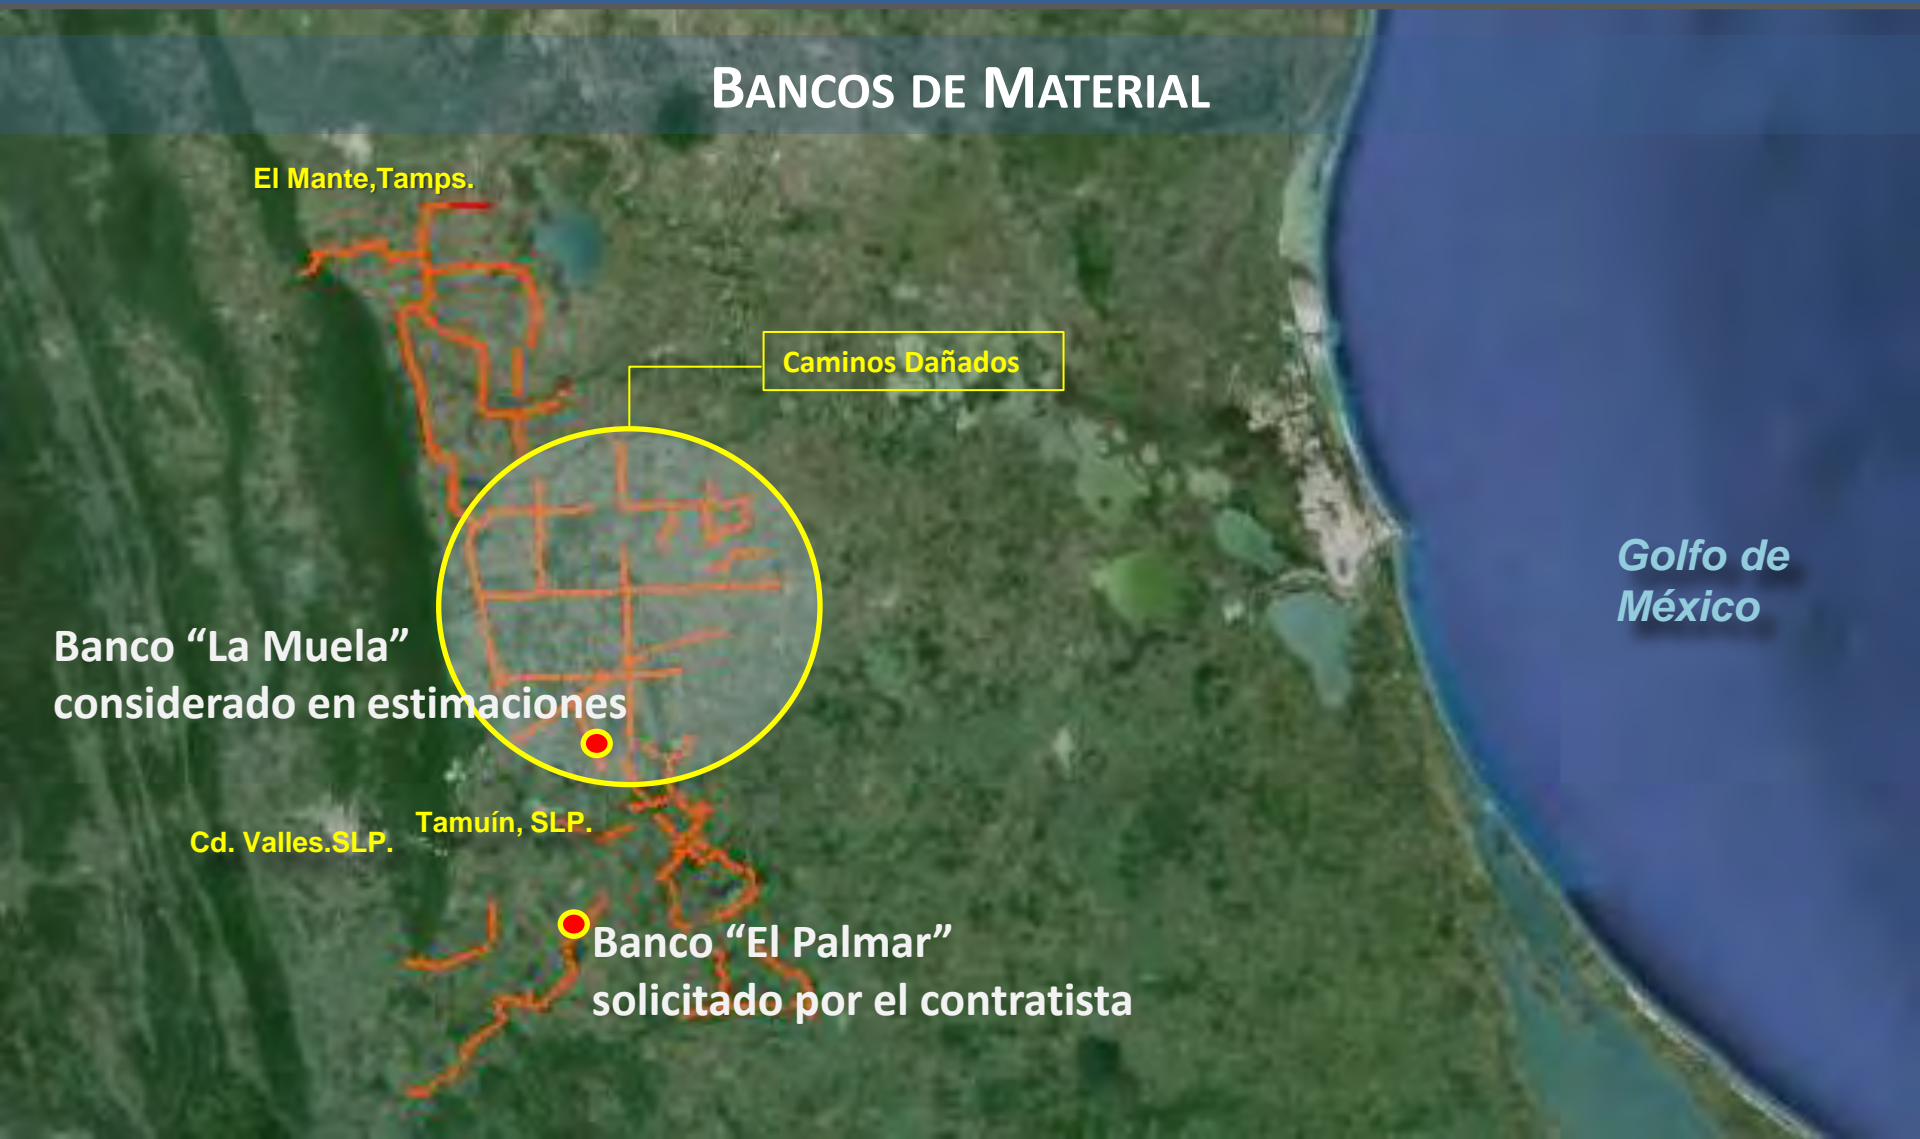 BANCOS DE MATERIAL
El Mante,Tamps.
Caminos Dañados
Golfo de
México
Banco “La Muela”
considerado en estimaciones
Tamuín, SLP.
Cd. Valles.SLP.
Banco “El Palmar”
solicitado por el contratista